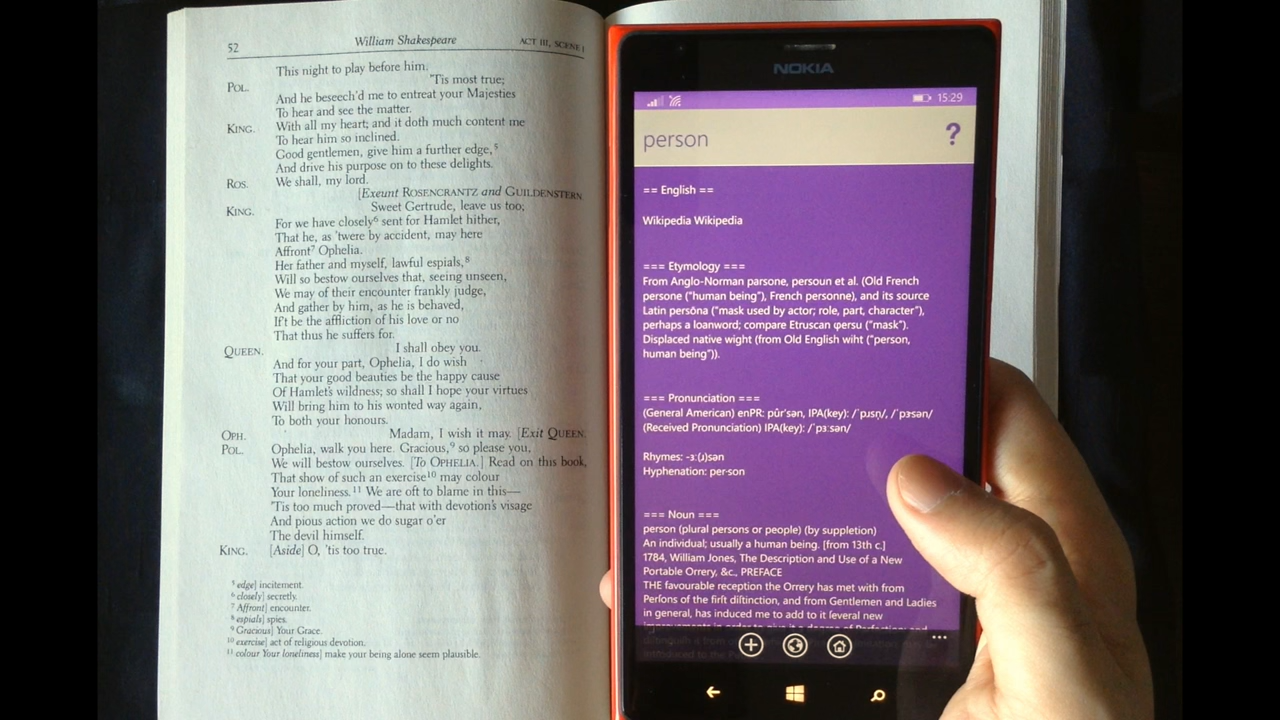 52
William Shakespeare
ACT III, SCENE I
This night to play before him.
POL. 'Tis most true;
And he beseech'd me to entreat your Majesties
To hear and see the matter.
KING. With all my heart; and it doth much content me
To hear him so inclined.
Good gentlemen, give him a further edge,⁵
And drive his purpose on to these delights.
ROS. We shall, my lord.
[Exeunt ROSENCRANTZ and GUILDENSTERN.
KING. Sweet Gertrude, leave us too;
For we have closely⁶ sent for Hamlet hither,
That he, as 'twere by accident, may here
Affront⁷ Ophelia.
Her father and myself, lawful espials,⁸
Will so bestow ourselves that, seeing unseen,
We may of their encounter frankly judge,
And gather by him, as he is behaved,
If't be the affliction of his love or no
That thus he suffers for.
QUEEN. I shall obey you.
And for your part, Ophelia, I do wish
That your good beauties be the happy cause
Of Hamlet's wildness; so shall I hope your virtues
Will bring him to his wonted way again,
To both your honours.
OPH. Madam, I wish it may. [Exit QUEEN.
POL. Ophelia, walk you here. Gracious,⁹ so please you,
We will bestow ourselves. [To OPHELIA.] Read on this book,
That show of such an exercise¹⁰ may colour
Your loneliness.¹¹ We are oft to blame in this—
'Tis too much proved—that with devotion's visage
And pious action we do sugar o'er
The devil himself.
KING. [Aside] O, 'tis too true.
⁵ edge] incitement.
⁶ closely] secretly.
⁷ Affront] encounter.
⁸ espials] spies.
⁹ Gracious] Your Grace.
¹⁰ exercise] act of religious devotion.
¹¹ colour Your loneliness] make your being alone seem plausible.
NOKIA
15:29
person ?
== English ==
Wikipedia Wikipedia
=== Etymology ===
From Anglo-Norman parsone, persoun et al. (Old French
persone ("human being"), French personne), and its source
Latin persōna ("mask used by actor; role, part, character"),
perhaps a loanword; compare Etruscan φersu ("mask").
Displaced native wight (from Old English wiht ("person,
human being")).
=== Pronunciation ===
(General American) enPR: pûr'sən, IPA(key): /ˈpɹ̩sn̩/, /ˈpɜɹsən/
(Received Pronunciation) IPA(key): /ˈpɜːsən/
Rhymes: -ɜː(ɹ)sən
Hyphenation: per·son
=== Noun ===
person (plural persons or people) (by suppletion)
An individual; usually a human being. [from 13th c.]
1784, William Jones, The Description and Use of a New
Portable Orrery, &c., PREFACE
THE favourable reception the Orrery has met with from
Perſons of the firſt diſtinction, and from Gentlemen and Ladies
in general, has induced me to add to it ſeveral new
improvements in order to give it a degree of Perfection; and